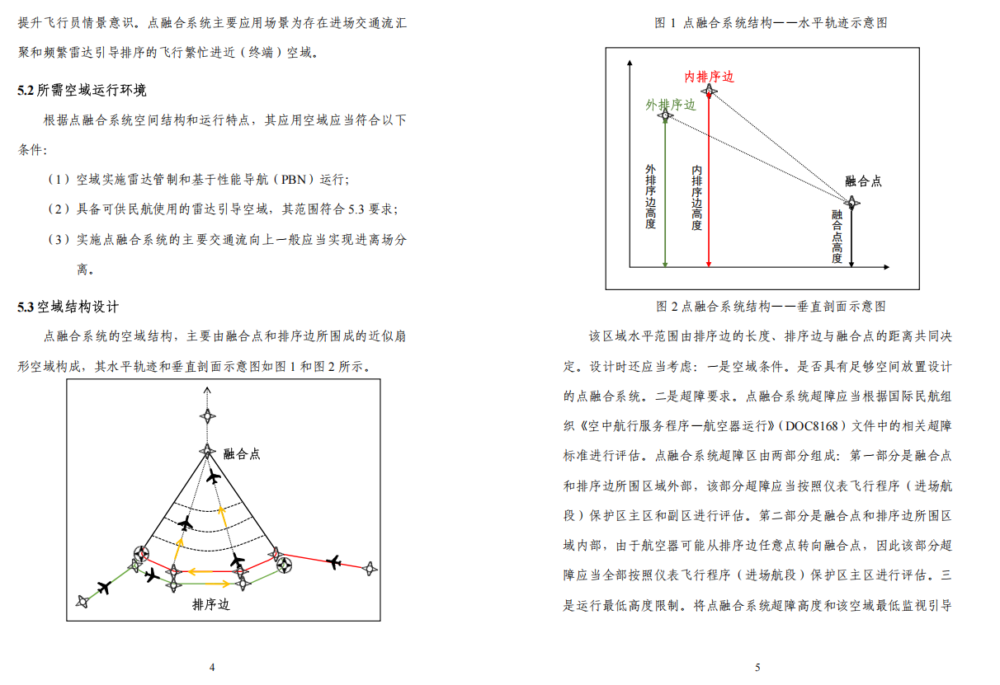 提升飞行员情景意识。点融合系统主要应用场景为存在进场交通流汇
聚和频繁雷达引导排序的飞行繁忙进近（终端）空域。
5.2 所需空域运行环境
根据点融合系统空间结构和运行特点，其应用空域应当符合以下
条件：
（1）空域实施雷达管制和基于性能导航（PBN）运行；
（2）具备可供民航使用的雷达引导空域，其范围符合 5.3 要求；
（3）实施点融合系统的主要交通流向上一般应当实现进离场分
离。
5.3 空域结构设计
点融合系统的空域结构，主要由融合点和排序边所围成的近似扇
形空域构成，其水平轨迹和垂直剖面示意图如图 1 和图 2 所示。
融合点
排序边
4
图 1 点融合系统结构——水平轨迹示意图
内排序边
外排序边
融合点
外排序边高度
内排序边高度
融合点高度
图 2 点融合系统结构——垂直剖面示意图
该区域水平范围由排序边的长度、排序边与融合点的距离共同决
定。设计时还应当考虑：一是空域条件。是否具有足够空间放置设计
的点融合系统。二是超障要求。点融合系统超障应当根据国际民航组
织《空中航行服务程序—航空器运行》（DOC8168）文件中的相关超障
标准进行评估。点融合系统超障区由两部分组成：第一部分是融合点
和排序边所围区域外部，该部分超障应当按照仪表飞行程序（进场航
段）保护区主区和副区进行评估。第二部分是融合点和排序边所围区
域内部，由于航空器可能从排序边任意点转向融合点，因此该部分超
障应当全部按照仪表飞行程序（进场航段）保护区主区进行评估。三
是运行最低高度限制。将点融合系统超障高度和该空域最低监视引导
5